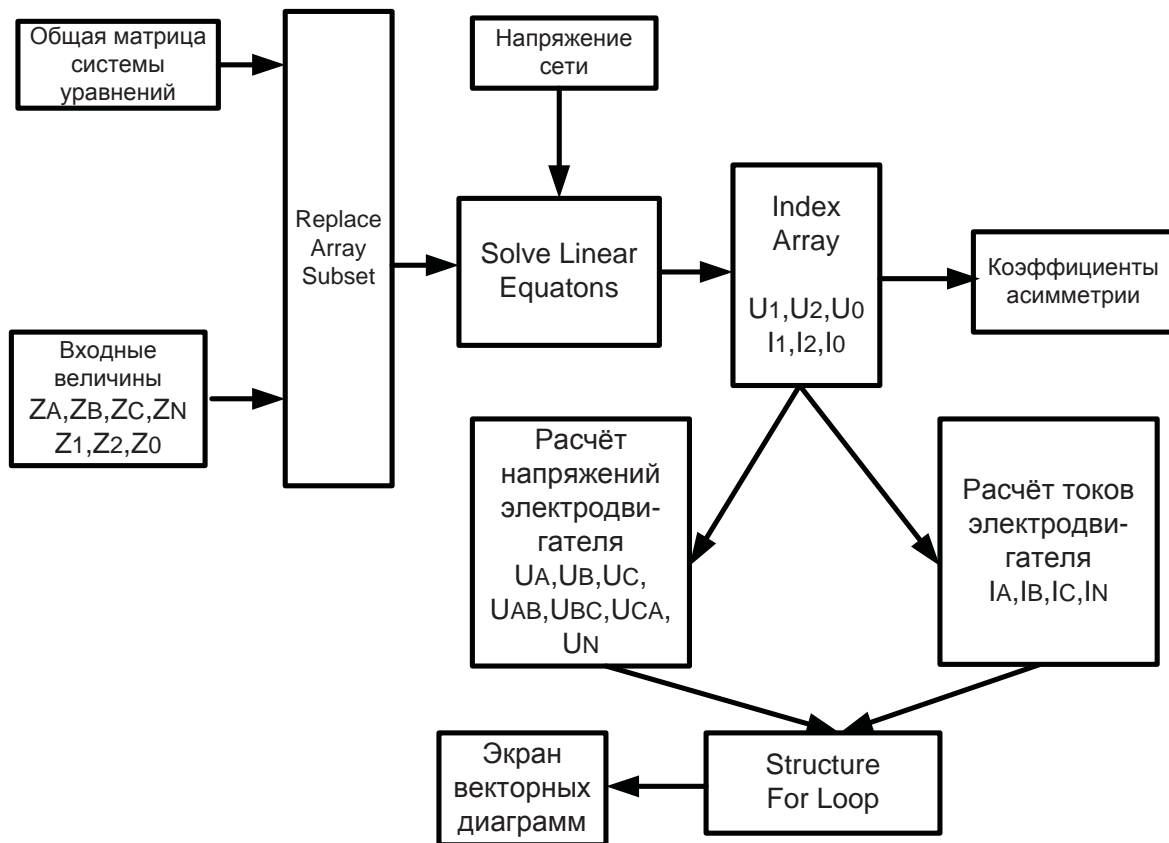 Общая матрица
системы
уравнений
Напряжение
сети
Replace
Array
Subset
Solve Linear
Equatons
Index
Array
U1,U2,U0
I1,I2,I0
Коэффициенты
асимметрии
Входные
величины
ZA,ZB,ZC,ZN
Z1,Z2,Z0
Расчёт
напряжений
электродви-
гателя
UA,UB,UC,
UAB,UBC,UCA,
UN
Расчёт токов
электродви-
гателя
IA,IB,IC,IN
Экран
векторных
диаграмм
Structure
For Loop